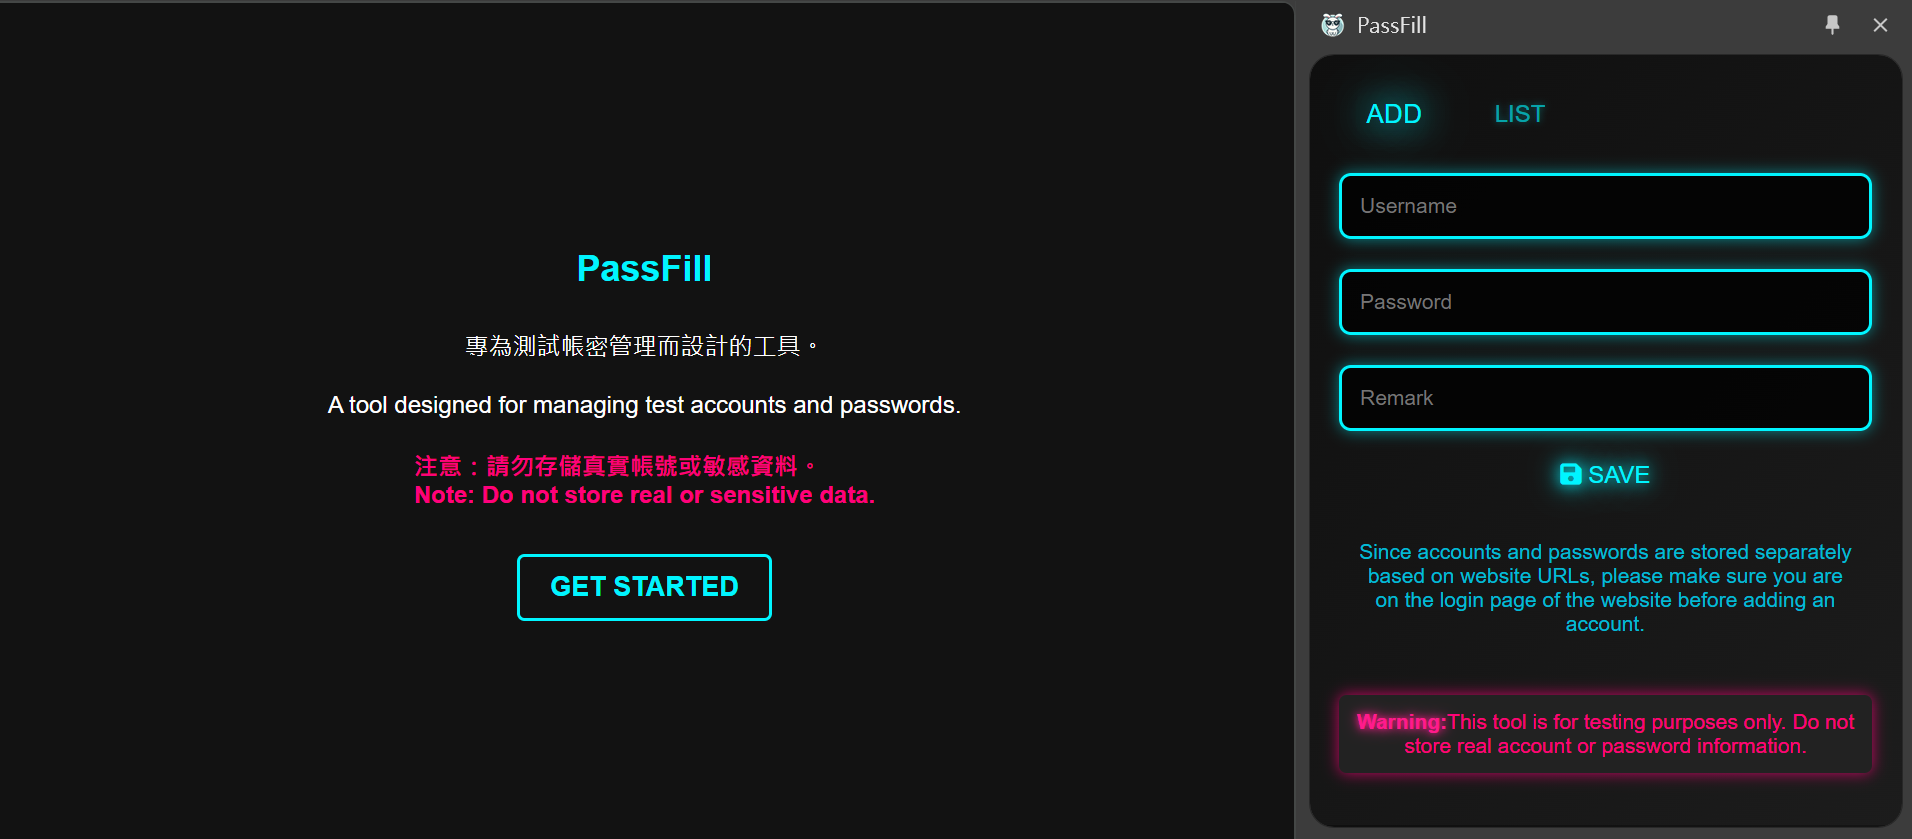 PassFill
專為測試帳密管理而設計的工具。
A tool designed for managing test accounts and passwords.
注意：請勿存儲真實帳號或敏感資料。
Note: Do not store real or sensitive data.
GET STARTED
PassFill
ADD
LIST
Username
Password
Remark
SAVE
Since accounts and passwords are stored separately
based on website URLs, please make sure you are
on the login page of the website before adding an
account.
Warning:This tool is for testing purposes only. Do not
store real account or password information.